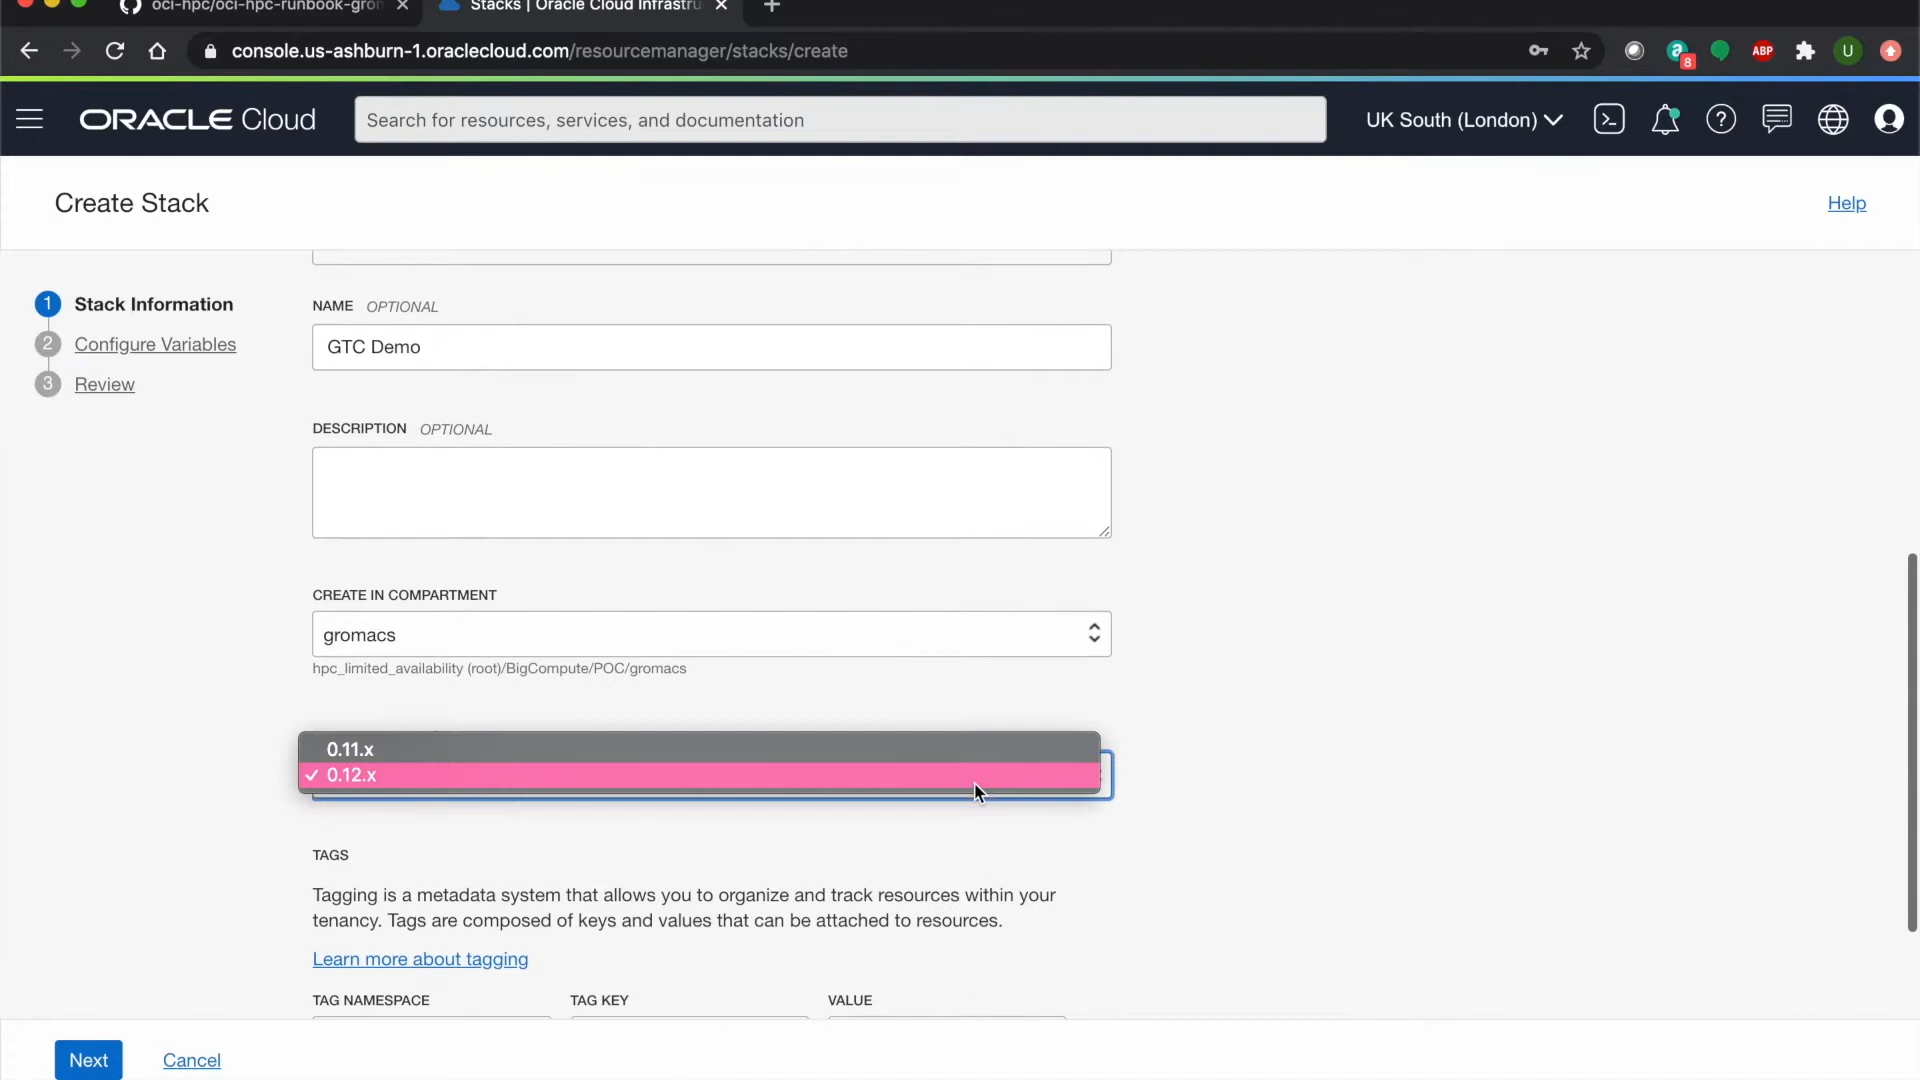 oci-hpc/oci-hpc-runbook-gro
Stacks | Oracle Cloud Infrastru
console.us-ashburn-1.oraclecloud.com/resourcemanager/stacks/create
8
ABP
U
ORACLE Cloud
Search for resources, services, and documentation
UK South (London)
Create Stack
Help
1 Stack Information
2 Configure Variables
3 Review
NAME OPTIONAL
GTC Demo
DESCRIPTION OPTIONAL
CREATE IN COMPARTMENT
gromacs
hpc_limited_availability (root)/BigCompute/POC/gromacs
0.11.x
✓ 0.12.x
TAGS
Tagging is a metadata system that allows you to organize and track resources within your
tenancy. Tags are composed of keys and values that can be attached to resources.
Learn more about tagging
TAG NAMESPACE TAG KEY VALUE
Next Cancel